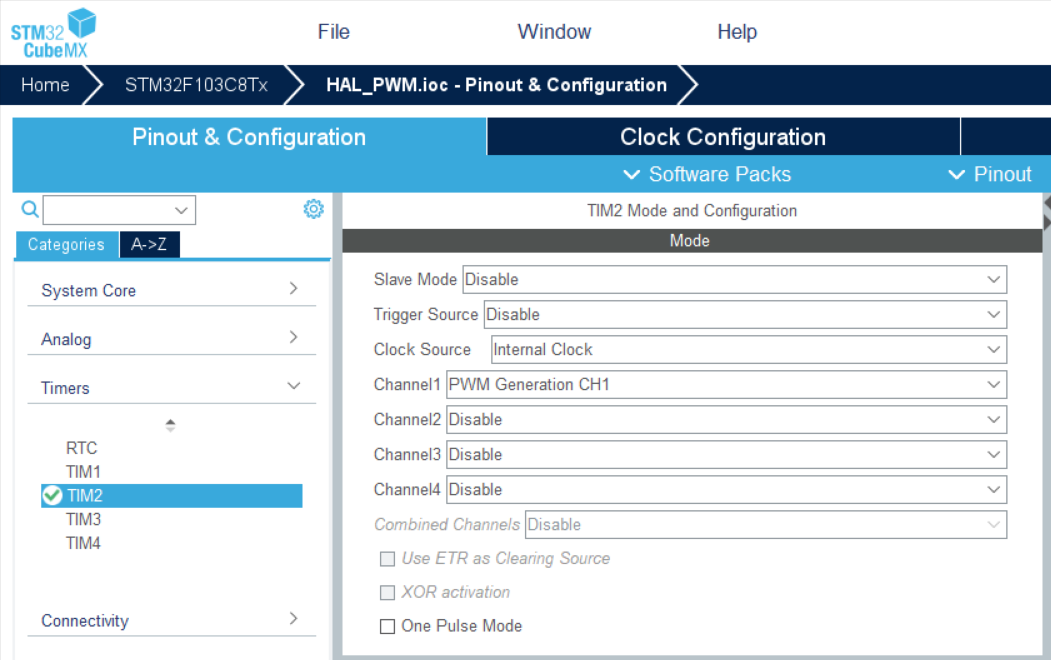 STM32
CubeMX
File Window Help
Home STM32F103C8Tx HAL_PWM.ioc - Pinout & Configuration
Pinout & Configuration Clock Configuration
Software Packs Pinout
TIM2 Mode and Configuration
Categories A->Z
Mode
System Core
Analog
Timers
RTC
TIM1
TIM2
TIM3
TIM4
Connectivity
Slave Mode Disable
Trigger Source Disable
Clock Source Internal Clock
Channel1 PWM Generation CH1
Channel2 Disable
Channel3 Disable
Channel4 Disable
Combined Channels Disable
Use ETR as Clearing Source
XOR activation
One Pulse Mode